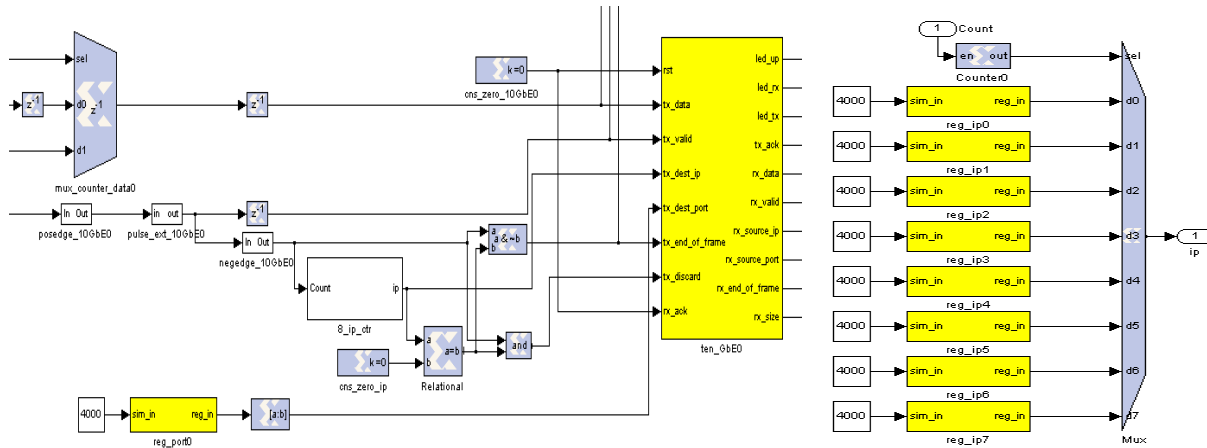 sel
d0
z-1
d1
mux_counter_data0
z-1
z-1
k=0
cns_zero_10GbE0
In Out
posedge_10GbE0
in out
pulse_ext_10GbE0
z-1
In Out
negedge_10GbE0
Count
ip
8_ip_ctr
a
a & ~b
b
k=0
cns_zero_ip
a
a=b
b
Relational
and
4000
sim_in
reg_in
reg_port0
[a:b]
rst
tx_data
tx_valid
tx_dest_ip
tx_dest_port
tx_end_of_frame
tx_discard
rx_ack
led_up
led_rx
led_tx
tx_ack
rx_data
rx_valid
rx_source_ip
rx_source_port
rx_end_of_frame
rx_size
ten_GbE0
1
Count
en out
Counter0
4000
sim_in
reg_in
reg_ip0
4000
sim_in
reg_in
reg_ip1
4000
sim_in
reg_in
reg_ip2
4000
sim_in
reg_in
reg_ip3
4000
sim_in
reg_in
reg_ip4
4000
sim_in
reg_in
reg_ip5
4000
sim_in
reg_in
reg_ip6
4000
sim_in
reg_in
reg_ip7
sel
d0
d1
d2
d3
d4
d5
d6
d7
Mux
1
ip